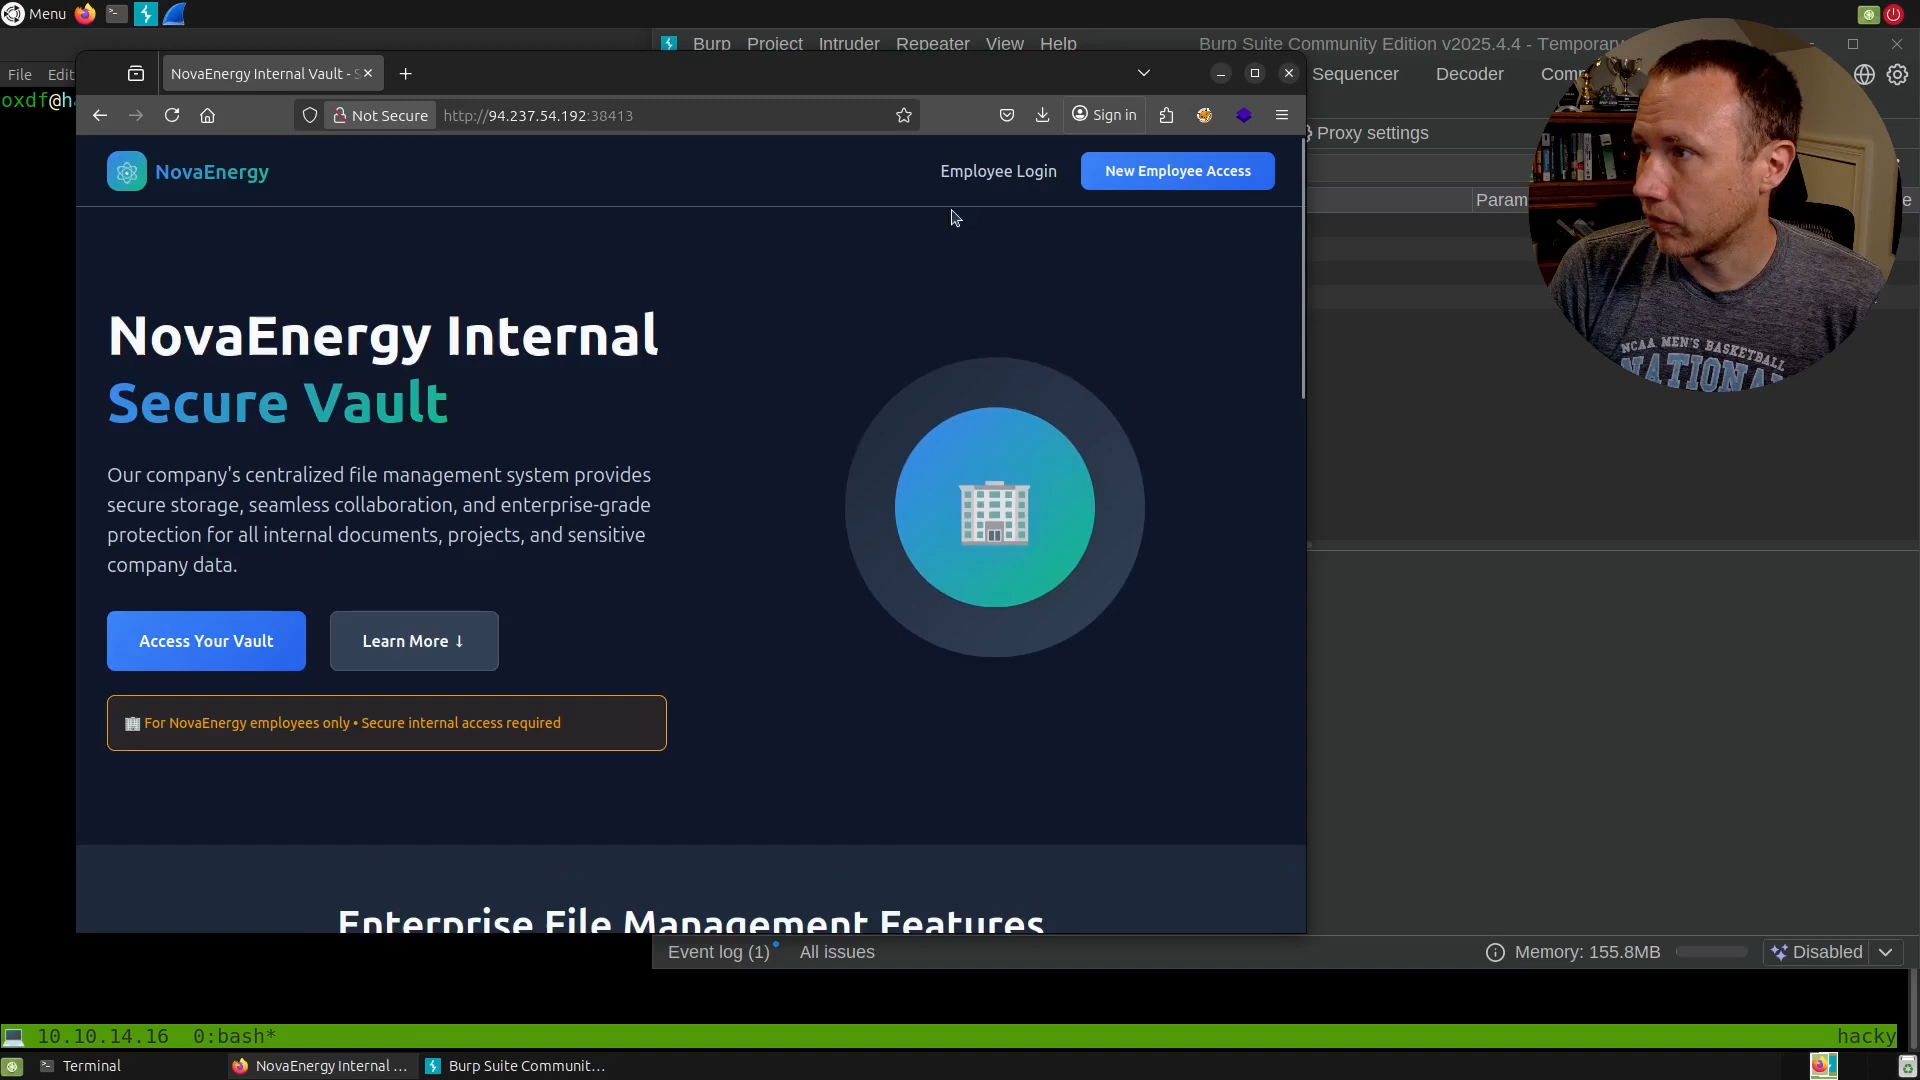 Menu
Burp Project Intruder Repeater View Help
Burp Suite Community Edition v2025.4.4 - Temporary
File Edit
NovaEnergy Internal Vault - S
Sequencer Decoder
oxdf@h
Not Secure http://94.237.54.192:38413
Sign in
Proxy settings
NovaEnergy
Employee Login
New Employee Access
Param
NovaEnergy Internal
Secure Vault
Our company's centralized file management system provides
secure storage, seamless collaboration, and enterprise-grade
protection for all internal documents, projects, and sensitive
company data.
Access Your Vault
Learn More ↓
For NovaEnergy employees only • Secure internal access required
Enterprise File Management Features
NCAA MEN'S BASKETBALL
NATIONAL
Event log (1) All issues
Memory: 155.8MB
Disabled
10.10.14.16 0:bash*
hacky
Terminal
NovaEnergy Internal ...
Burp Suite Communit...